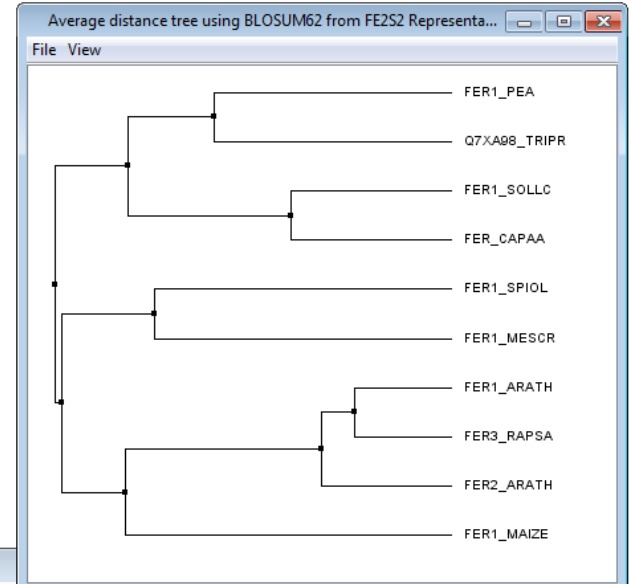 Average distance tree using BLOSUM62 from FE2S2 Representa...
File View
FER1_PEA
Q7XA98_TRIPR
FER1_SOLLC
FER_CAPAA
FER1_SPIOL
FER1_MESCR
FER1_ARATH
FER3_RAPSA
FER2_ARATH
FER1_MAIZE